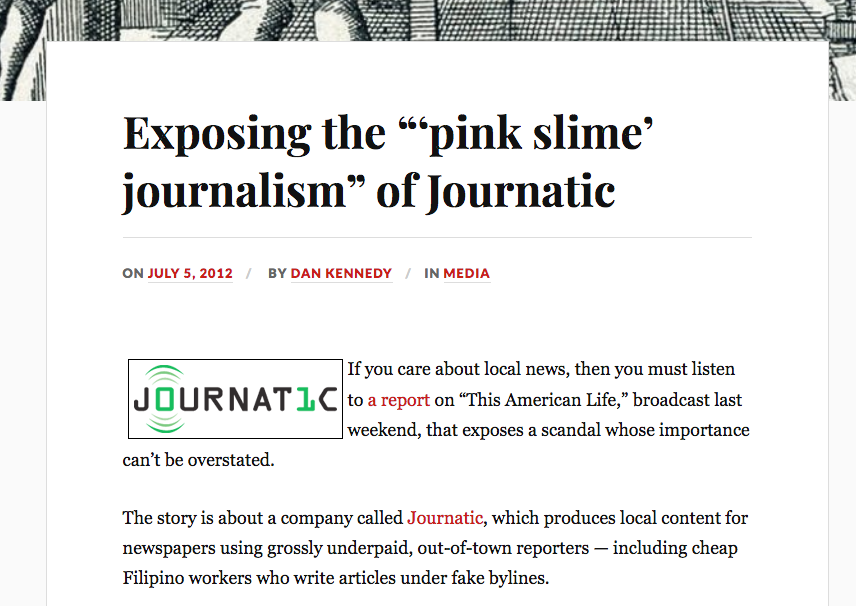 Exposing the “‘pink slime’
journalism” of Journatic
ON JULY 5, 2012 / BY DAN KENNEDY / IN MEDIA
JOURNAT1C
If you care about local news, then you must listen
to a report on “This American Life,” broadcast last
weekend, that exposes a scandal whose importance
can’t be overstated.
The story is about a company called Journatic, which produces local content for
newspapers using grossly underpaid, out-of-town reporters — including cheap
Filipino workers who write articles under fake bylines.